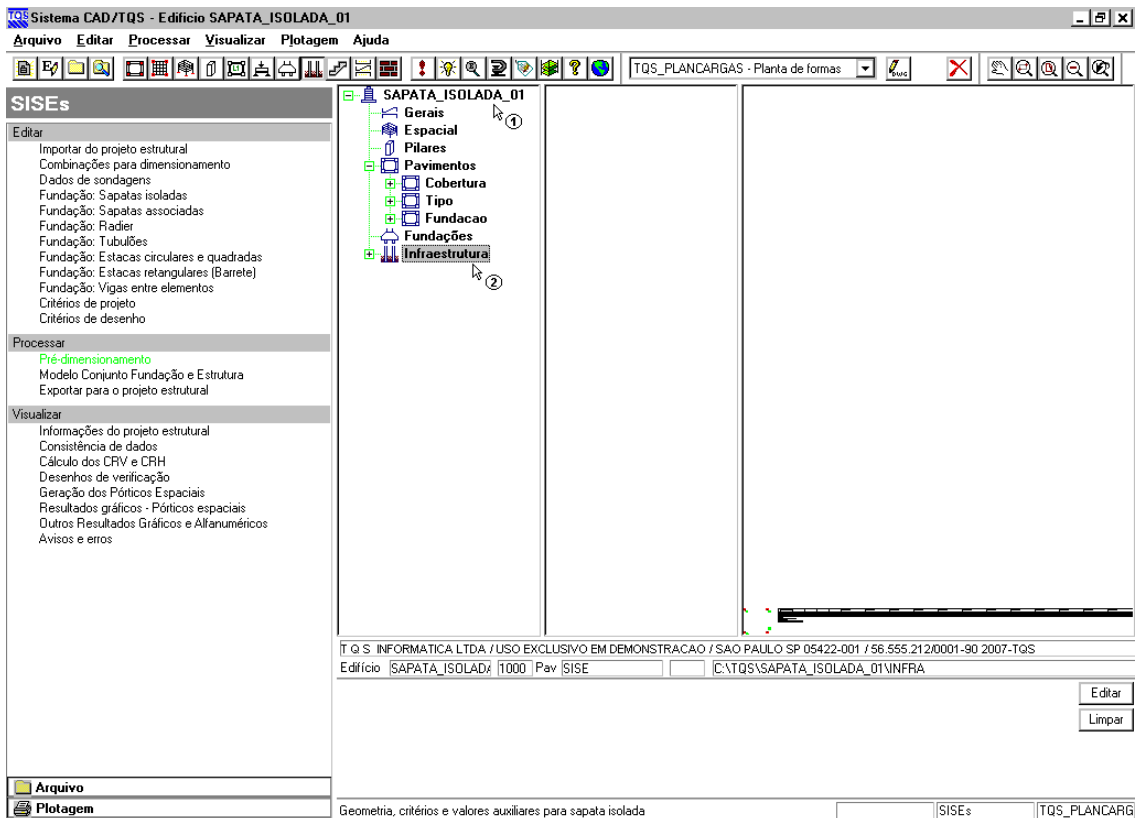 TQS Sistema CAD/TQS - Edifício SAPATA_ISOLADA_01
Arquivo Editar Processar Visualizar Plotagem Ajuda
TQS_PLANCARGAS - Planta de formas
SISEs
Editar
Importar do projeto estrutural
Combinações para dimensionamento
Dados de sondagens
Fundação: Sapatas isoladas
Fundação: Sapatas associadas
Fundação: Radier
Fundação: Tubulões
Fundação: Estacas circulares e quadradas
Fundação: Estacas retangulares (Barrete)
Fundação: Vigas entre elementos
Critérios de projeto
Critérios de desenho
Processar
Pré-dimensionamento
Modelo Conjunto Fundação e Estrutura
Exportar para o projeto estrutural
Visualizar
Informações do projeto estrutural
Consistência de dados
Cálculo dos CRV e CRH
Desenhos de verificação
Geração dos Pórticos Espaciais
Resultados gráficos - Pórticos espaciais
Outros Resultados Gráficos e Alfanuméricos
Avisos e erros
Arquivo
Plotagem
SAPATA_ISOLADA_01
1
Gerais
Espacial
Pilares
Pavimentos
Cobertura
Tipo
Fundacao
Fundações
Infraestrutura
2
T Q S INFORMATICA LTDA / USO EXCLUSIVO EM DEMONSTRACAO / SAO PAULO SP 05422-001 / 56.555.212/0001-90 2007-TQS
Edifício SAPATA_ISOLADA 1000 Pav SISE C:\TQS\SAPATA_ISOLADA_01\INFRA
Editar
Limpar
Geometria, critérios e valores auxiliares para sapata isolada SISEs TQS_PLANCARG